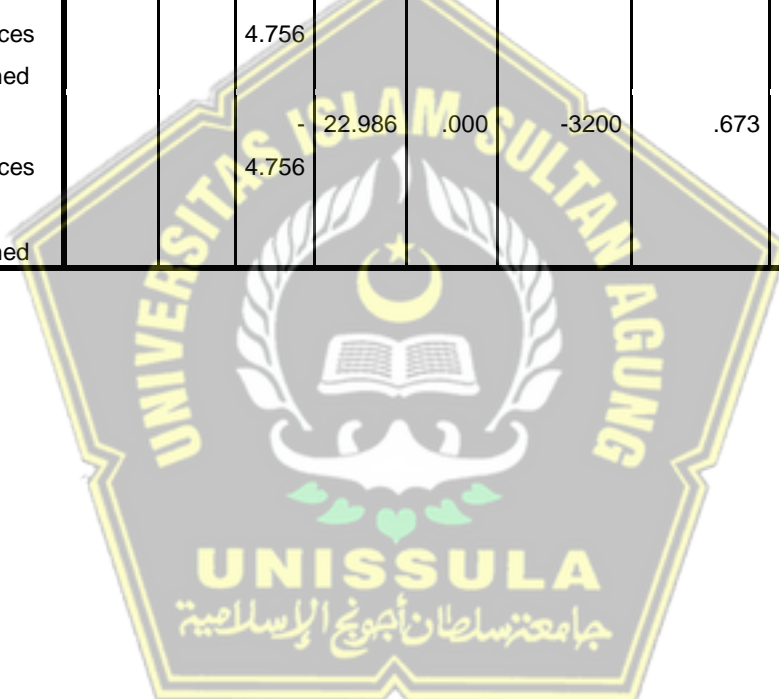 ces 4.756
ned
- 22.986 .000 -3200 .673
ces 4.756
ned
UNIVERSITAS ISLAM SULTAN AGUNG
UNISSULA
جامعة سلطان أجونج الإسلامية